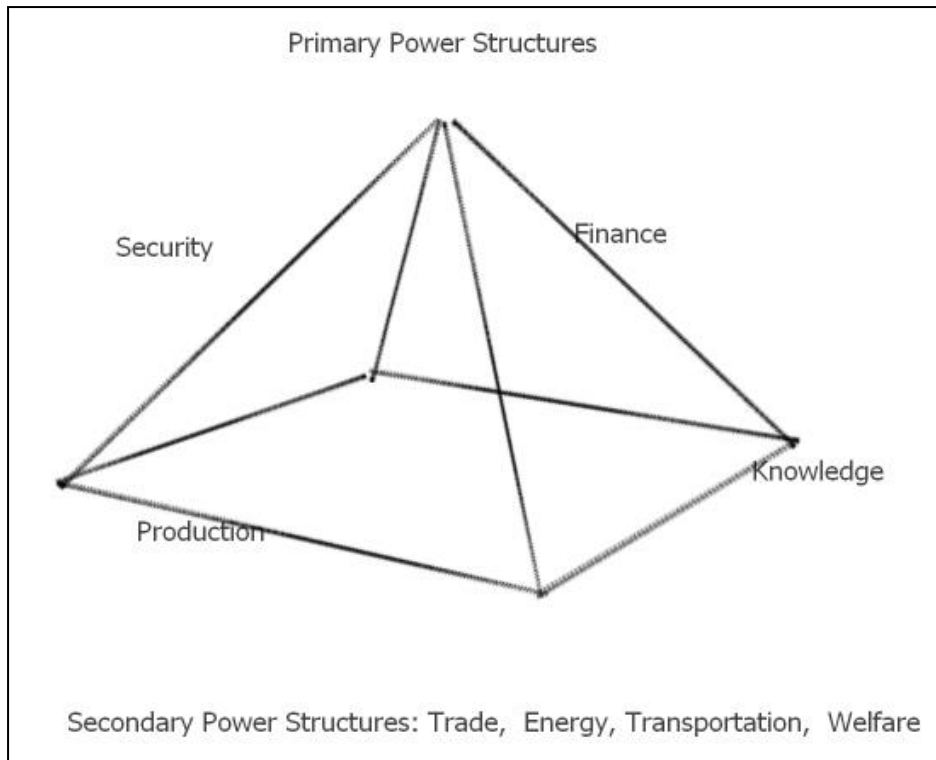 Primary Power Structures
Security
Finance
Knowledge
Production
Secondary Power Structures: Trade, Energy, Transportation, Welfare